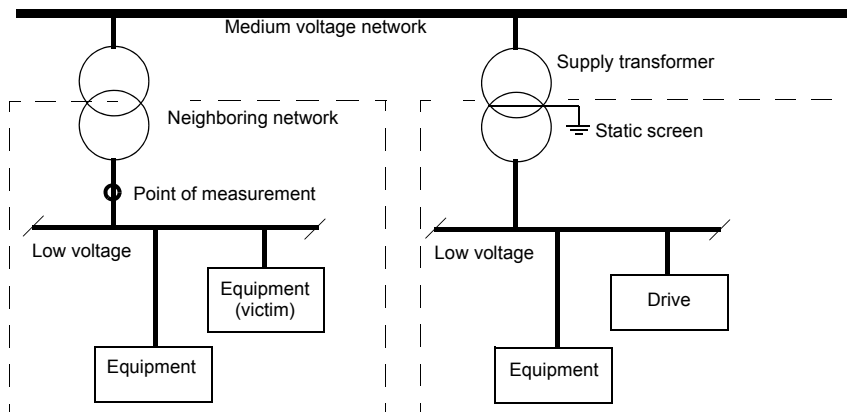 Medium voltage network
Supply transformer
Neighboring network
Static screen
Point of measurement
Low voltage
Low voltage
Equipment
(victim)
Drive
Equipment
Equipment